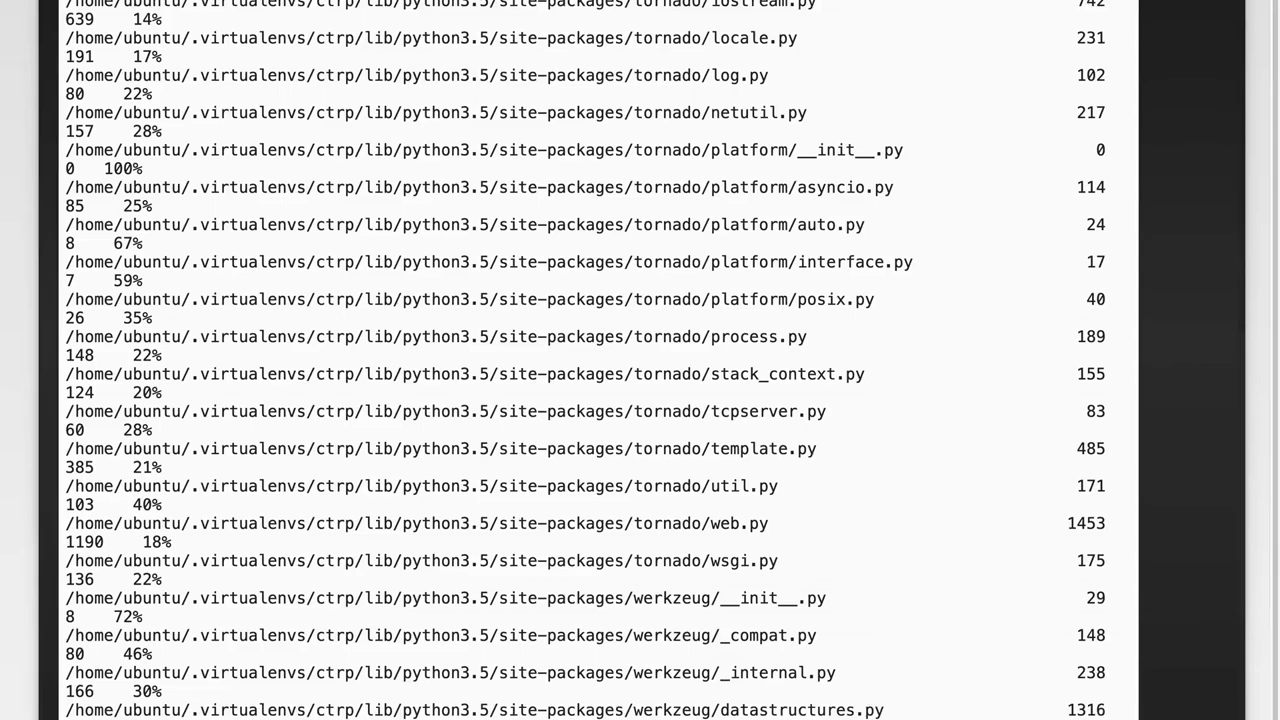 /home/ubuntu/.virtualenvs/ctrp/lib/python3.5/site-packages/tornado/iostream.py 742
639 14%
/home/ubuntu/.virtualenvs/ctrp/lib/python3.5/site-packages/tornado/locale.py 231
191 17%
/home/ubuntu/.virtualenvs/ctrp/lib/python3.5/site-packages/tornado/log.py 102
80 22%
/home/ubuntu/.virtualenvs/ctrp/lib/python3.5/site-packages/tornado/netutil.py 217
157 28%
/home/ubuntu/.virtualenvs/ctrp/lib/python3.5/site-packages/tornado/platform/__init__.py 0
0 100%
/home/ubuntu/.virtualenvs/ctrp/lib/python3.5/site-packages/tornado/platform/asyncio.py 114
85 25%
/home/ubuntu/.virtualenvs/ctrp/lib/python3.5/site-packages/tornado/platform/auto.py 24
8 67%
/home/ubuntu/.virtualenvs/ctrp/lib/python3.5/site-packages/tornado/platform/interface.py 17
7 59%
/home/ubuntu/.virtualenvs/ctrp/lib/python3.5/site-packages/tornado/platform/posix.py 40
26 35%
/home/ubuntu/.virtualenvs/ctrp/lib/python3.5/site-packages/tornado/process.py 189
148 22%
/home/ubuntu/.virtualenvs/ctrp/lib/python3.5/site-packages/tornado/stack_context.py 155
124 20%
/home/ubuntu/.virtualenvs/ctrp/lib/python3.5/site-packages/tornado/tcpserver.py 83
60 28%
/home/ubuntu/.virtualenvs/ctrp/lib/python3.5/site-packages/tornado/template.py 485
385 21%
/home/ubuntu/.virtualenvs/ctrp/lib/python3.5/site-packages/tornado/util.py 171
103 40%
/home/ubuntu/.virtualenvs/ctrp/lib/python3.5/site-packages/tornado/web.py 1453
1190 18%
/home/ubuntu/.virtualenvs/ctrp/lib/python3.5/site-packages/tornado/wsgi.py 175
136 22%
/home/ubuntu/.virtualenvs/ctrp/lib/python3.5/site-packages/werkzeug/__init__.py 29
8 72%
/home/ubuntu/.virtualenvs/ctrp/lib/python3.5/site-packages/werkzeug/_compat.py 148
80 46%
/home/ubuntu/.virtualenvs/ctrp/lib/python3.5/site-packages/werkzeug/_internal.py 238
166 30%
/home/ubuntu/.virtualenvs/ctrp/lib/python3.5/site-packages/werkzeug/datastructures.py 1316